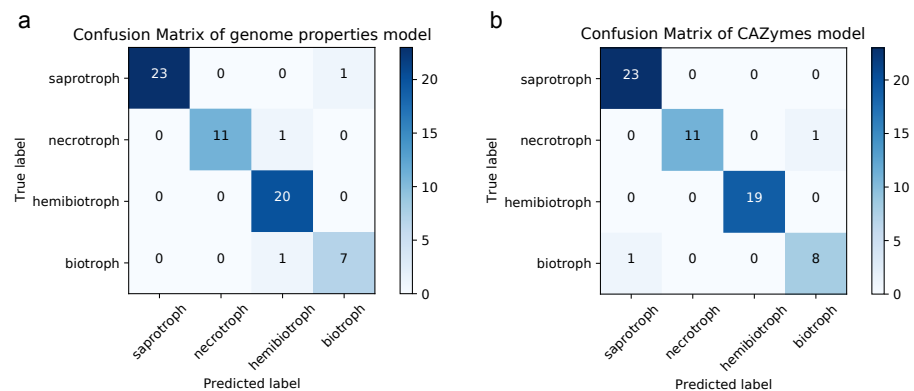 a
Confusion Matrix of genome properties model
True label
saprotroph 23 0 0 1
necrotroph 0 11 1 0
hemibiotroph 0 0 20 0
biotroph 0 0 1 7
saprotroph necrotroph hemibiotroph biotroph
Predicted label
20
15
10
5
0
b
Confusion Matrix of CAZymes model
True label
saprotroph 23 0 0 0
necrotroph 0 11 0 1
hemibiotroph 0 0 19 0
biotroph 1 0 0 8
saprotroph necrotroph hemibiotroph biotroph
Predicted label
20
15
10
5
0